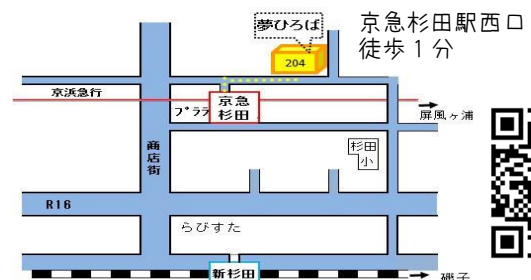 夢ひろば
京急杉田駅西口
徒歩１分
204
京浜急行
京急
杉田
プララ
屏風ヶ浦
商店街
杉田
小
R16
らびすた
新杉田
磯子